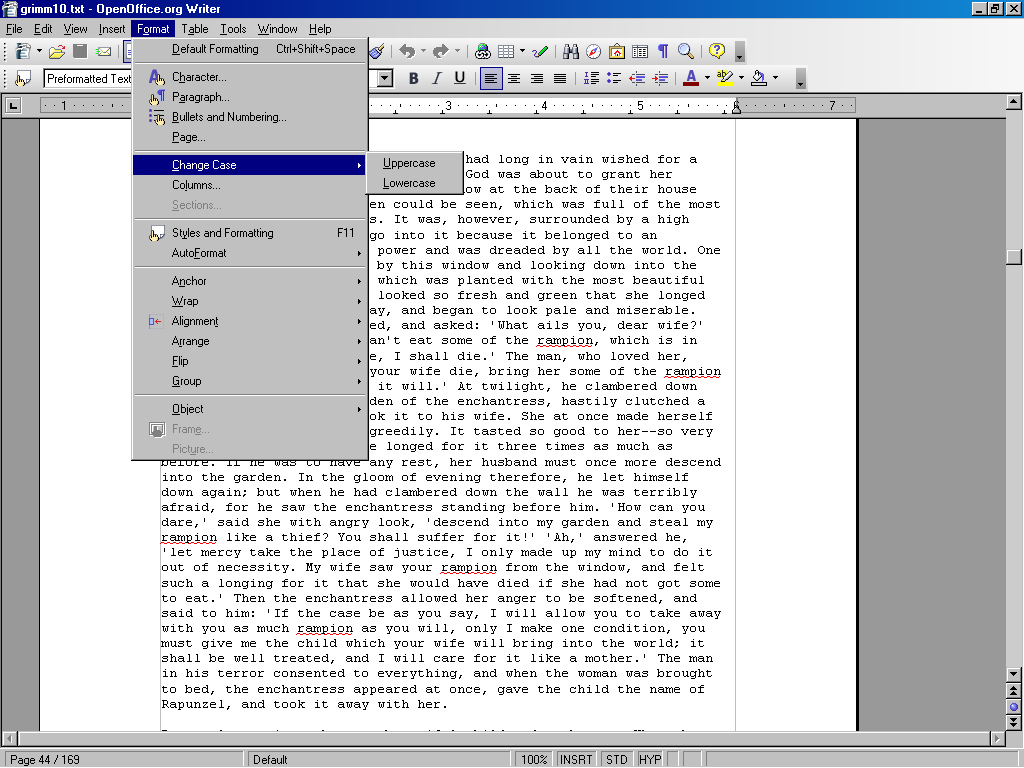 grimm10.txt - OpenOffice.org Writer
File Edit View Insert Format Table Tools Window Help
Default Formatting Ctrl+Shift+Space
Preformatted Text
Character...
Paragraph...
Bullets and Numbering...
Page...
Change Case
Uppercase
Lowercase
Columns...
Sections...
Styles and Formatting F11
AutoFormat
Anchor
Wrap
Alignment
Arrange
Flip
Group
Object
Frame...
Picture...
B I U
1 3 4 5 7
had long in vain wished for a
God was about to grant her
at the back of their house
could be seen, which was full of the most
It was, however, surrounded by a high
go into it because it belonged to an
power and was dreaded by all the world. One
by this window and looking down into the
which was planted with the most beautiful
looked so fresh and green that she longed
and began to look pale and miserable.
and asked: 'What ails you, dear wife?'
eat some of the rampion, which is in
I shall die.' The man, who loved her,
your wife die, bring her some of the rampion
it will.' At twilight, he clambered down
of the enchantress, hastily clutched a
it to his wife. She at once made herself
greedily. It tasted so good to her--so very
longed for it three times as much as
before. If he was to have any rest, her husband must once more descend
into the garden. In the gloom of evening therefore, he let himself
down again; but when he had clambered down the wall he was terribly
afraid, for he saw the enchantress standing before him. 'How can you
dare,' said she with angry look, 'descend into my garden and steal my
rampion like a thief? You shall suffer for it!' 'Ah,' answered he,
'let mercy take the place of justice, I only made up my mind to do it
out of necessity. My wife saw your rampion from the window, and felt
such a longing for it that she would have died if she had not got some
to eat.' Then the enchantress allowed her anger to be softened, and
said to him: 'If the case be as you say, I will allow you to take away
with you as much rampion as you will, only I make one condition, you
must give me the child which your wife will bring into the world; it
shall be well treated, and I will care for it like a mother.' The man
in his terror consented to everything, and when the woman was brought
to bed, the enchantress appeared at once, gave the child the name of
Rapunzel, and took it away with her.
Page 44 / 169 Default 100% INSRT STD HYP